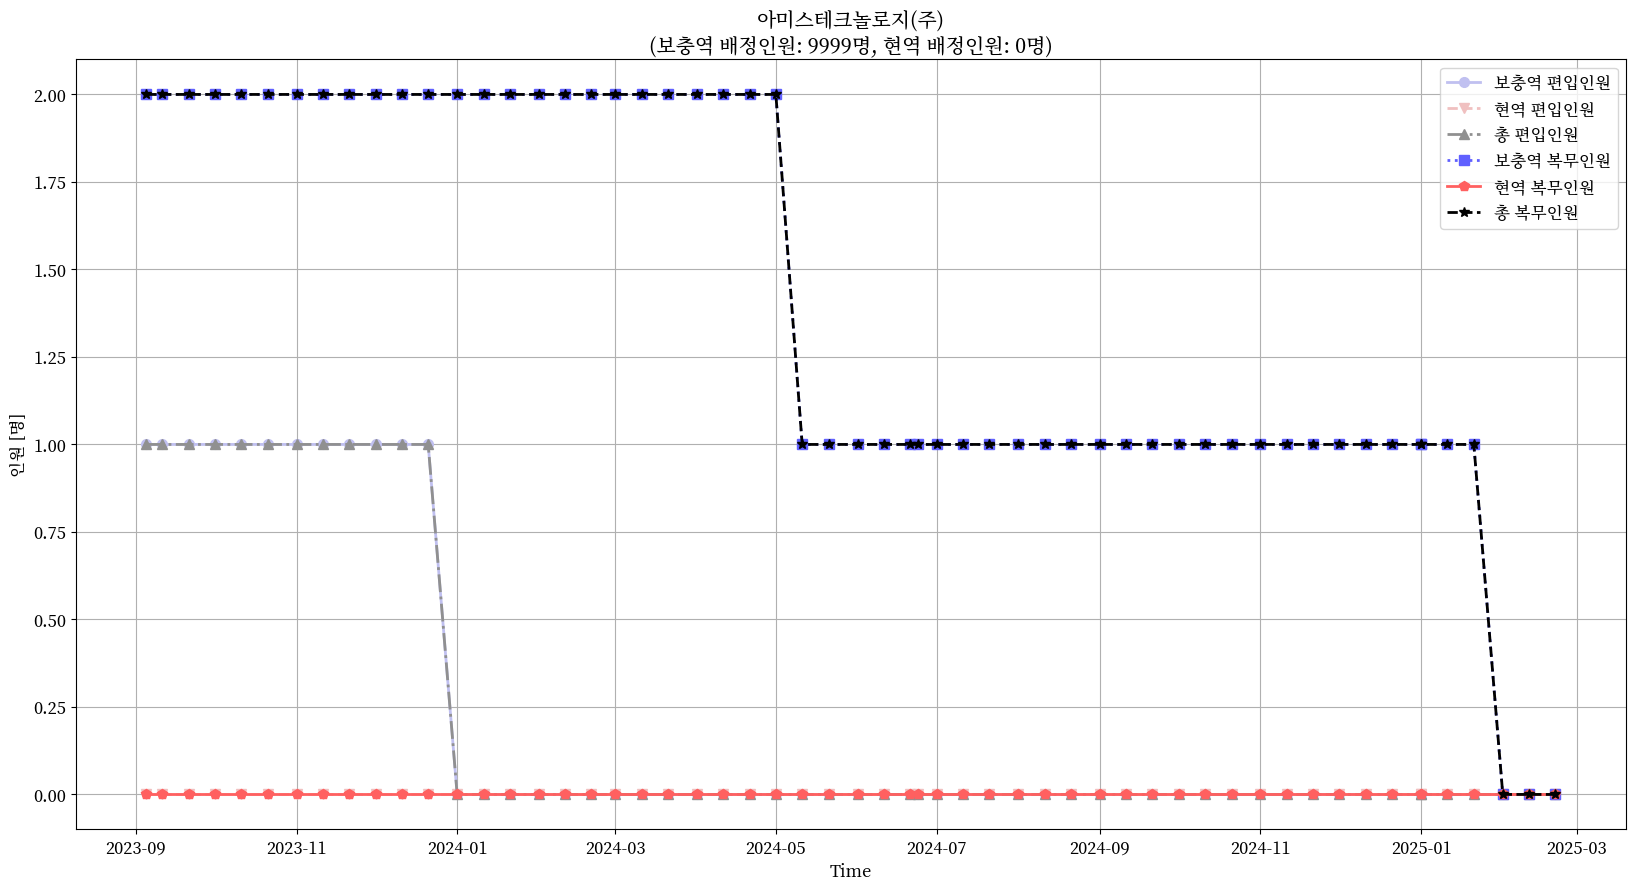 아미스테크놀로지(주)
(보충역 배정인원: 9999명, 현역 배정인원: 0명)
보충역 편입인원
현역 편입인원
총 편입인원
보충역 복무인원
현역 복무인원
총 복무인원
2.00
1.75
1.50
1.25
1.00
0.75
0.50
0.25
0.00
인원 [명]
2023-09
2023-11
2024-01
2024-03
2024-05
2024-07
2024-09
2024-11
2025-01
2025-03
Time